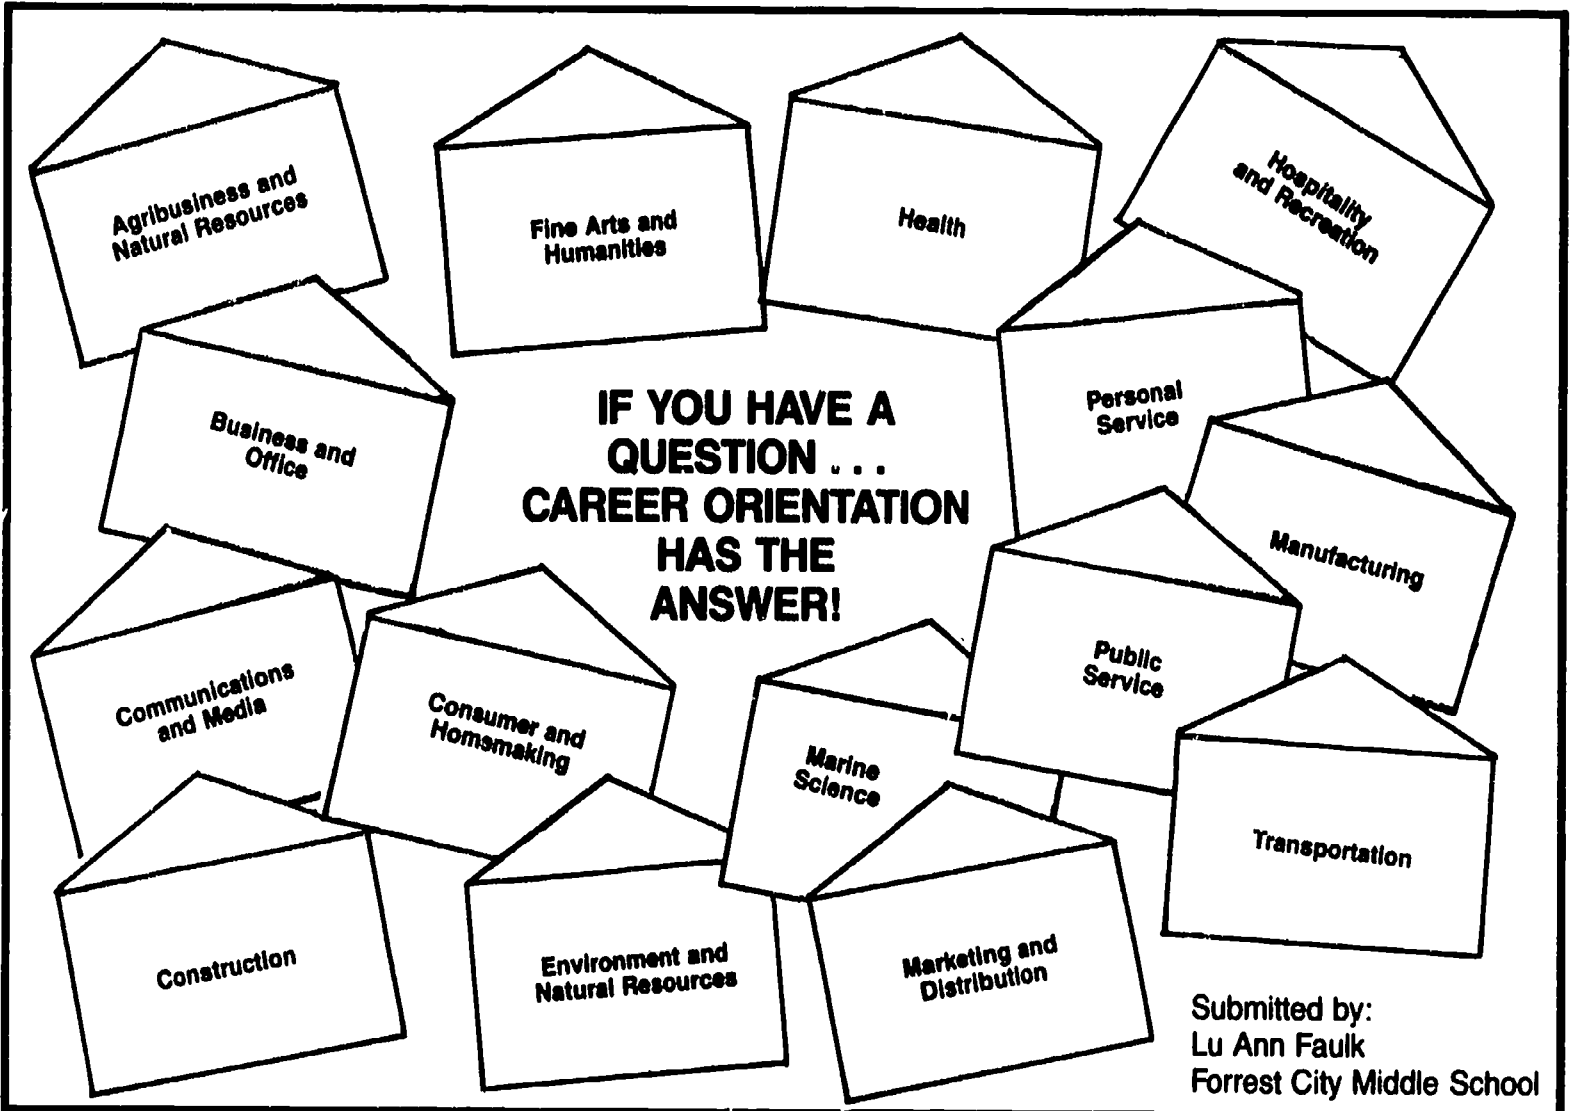 Agribusiness and
Natural Resources
Fine Arts and
Humanities
Health
Hospitality
and Recreation
Business and
Office
IF YOU HAVE A
QUESTION . . .
CAREER ORIENTATION
HAS THE
ANSWER!
Personal
Service
Manufacturing
Communications
and Media
Consumer and
Homsmaking
Marine
Science
Public
Service
Transportation
Construction
Environment and
Natural Resources
Marketing and
Distribution
Submitted by:
Lu Ann Faulk
Forrest City Middle School